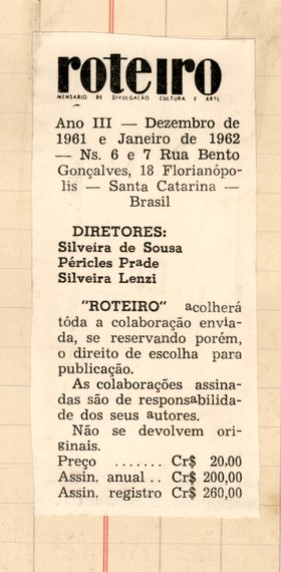 roteiro
MENSÁRIO DE DIVULGAÇÃO CULTURA E ARTE
Ano III — Dezembro de
1961 e Janeiro de 1962
— Ns. 6 e 7 Rua Bento
Gonçalves, 18 Florianópo-
lis — Santa Catarina —
Brasil
DIRETORES:
Silveira de Sousa
Péricles Prade
Silveira Lenzi
"ROTEIRO" acolherá
tôda a colaboração envia-
da, se reservando porém,
o direito de escolha para
publicação.
As colaborações assina-
das são de responsabilida-
de dos seus autores.
Não se devolvem ori-
ginais.
Preço ....... Cr$ 20,00
Assin. anual .. Cr$ 200,00
Assin. registro Cr$ 260,00